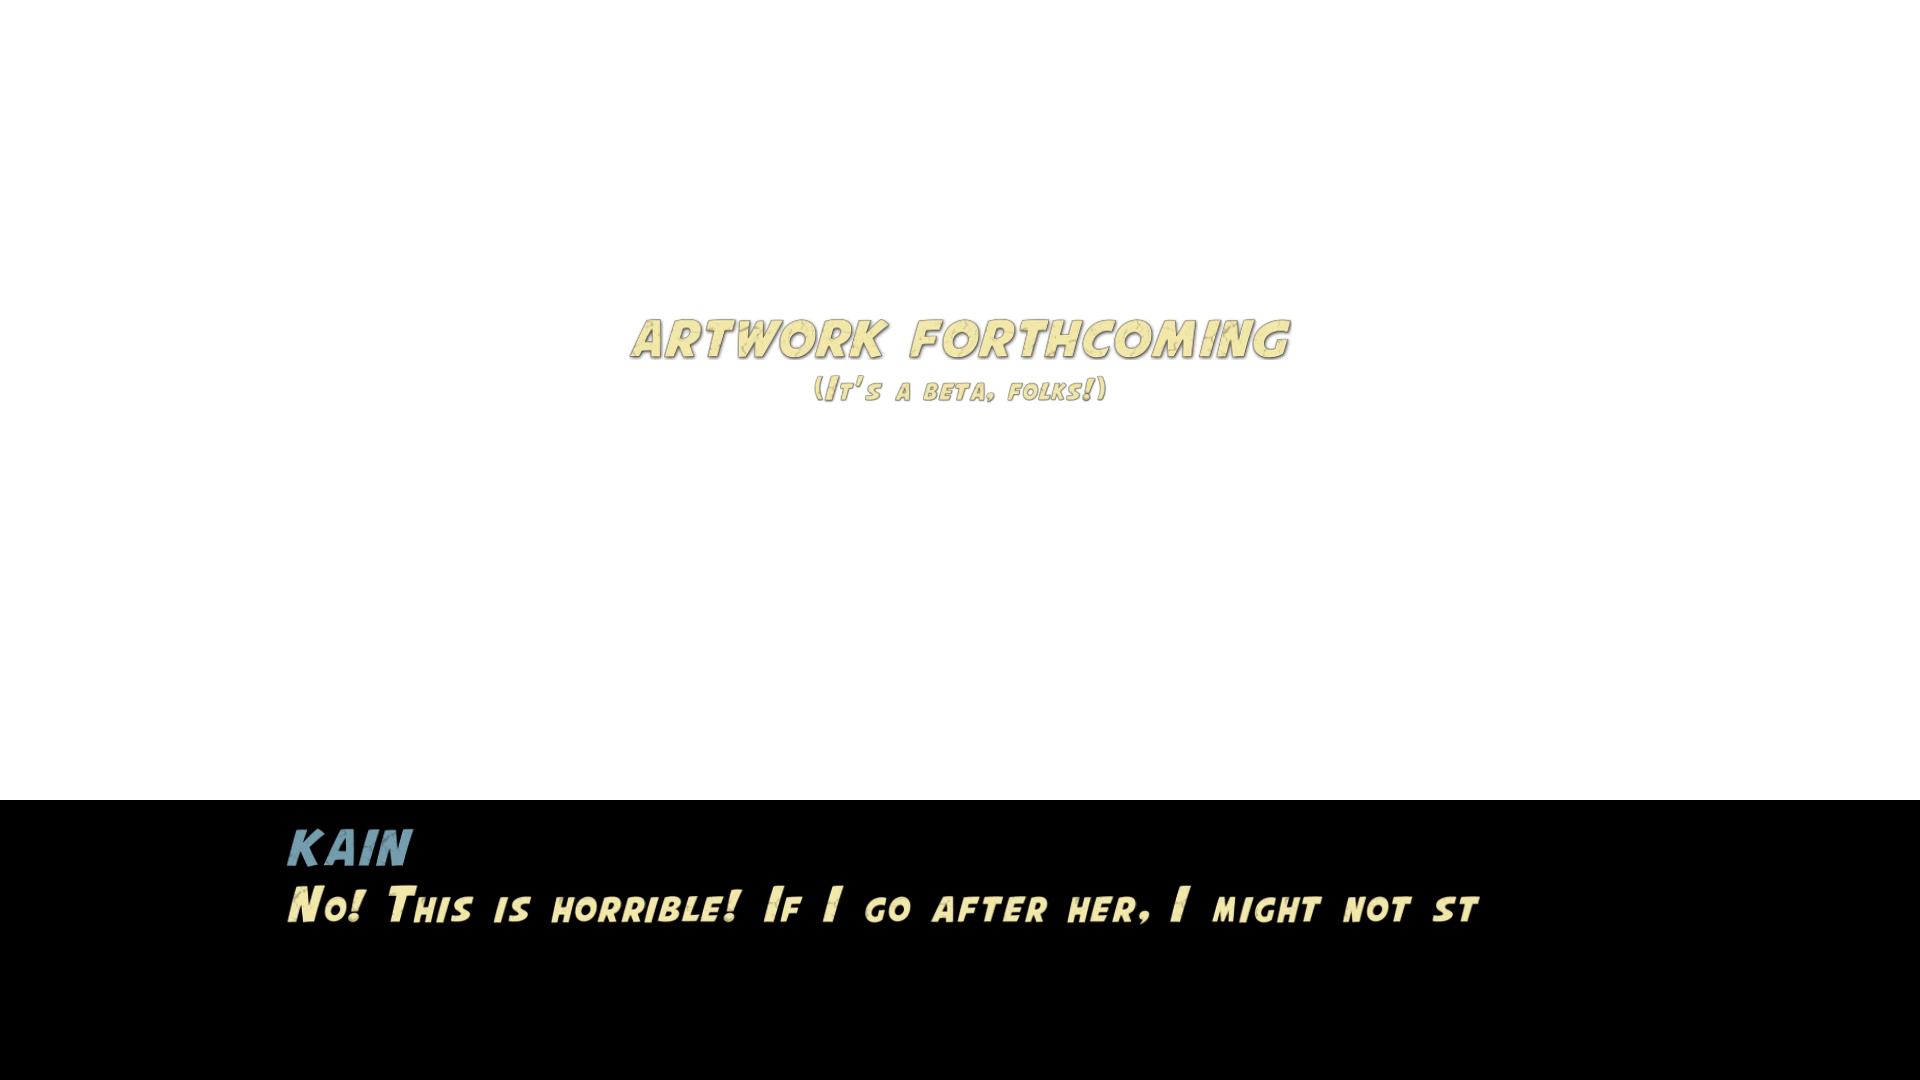 ARTWORK FORTHCOMING
(It's a beta, folks!)
KAIN
No! This is horrible! If I go after her, I might not st